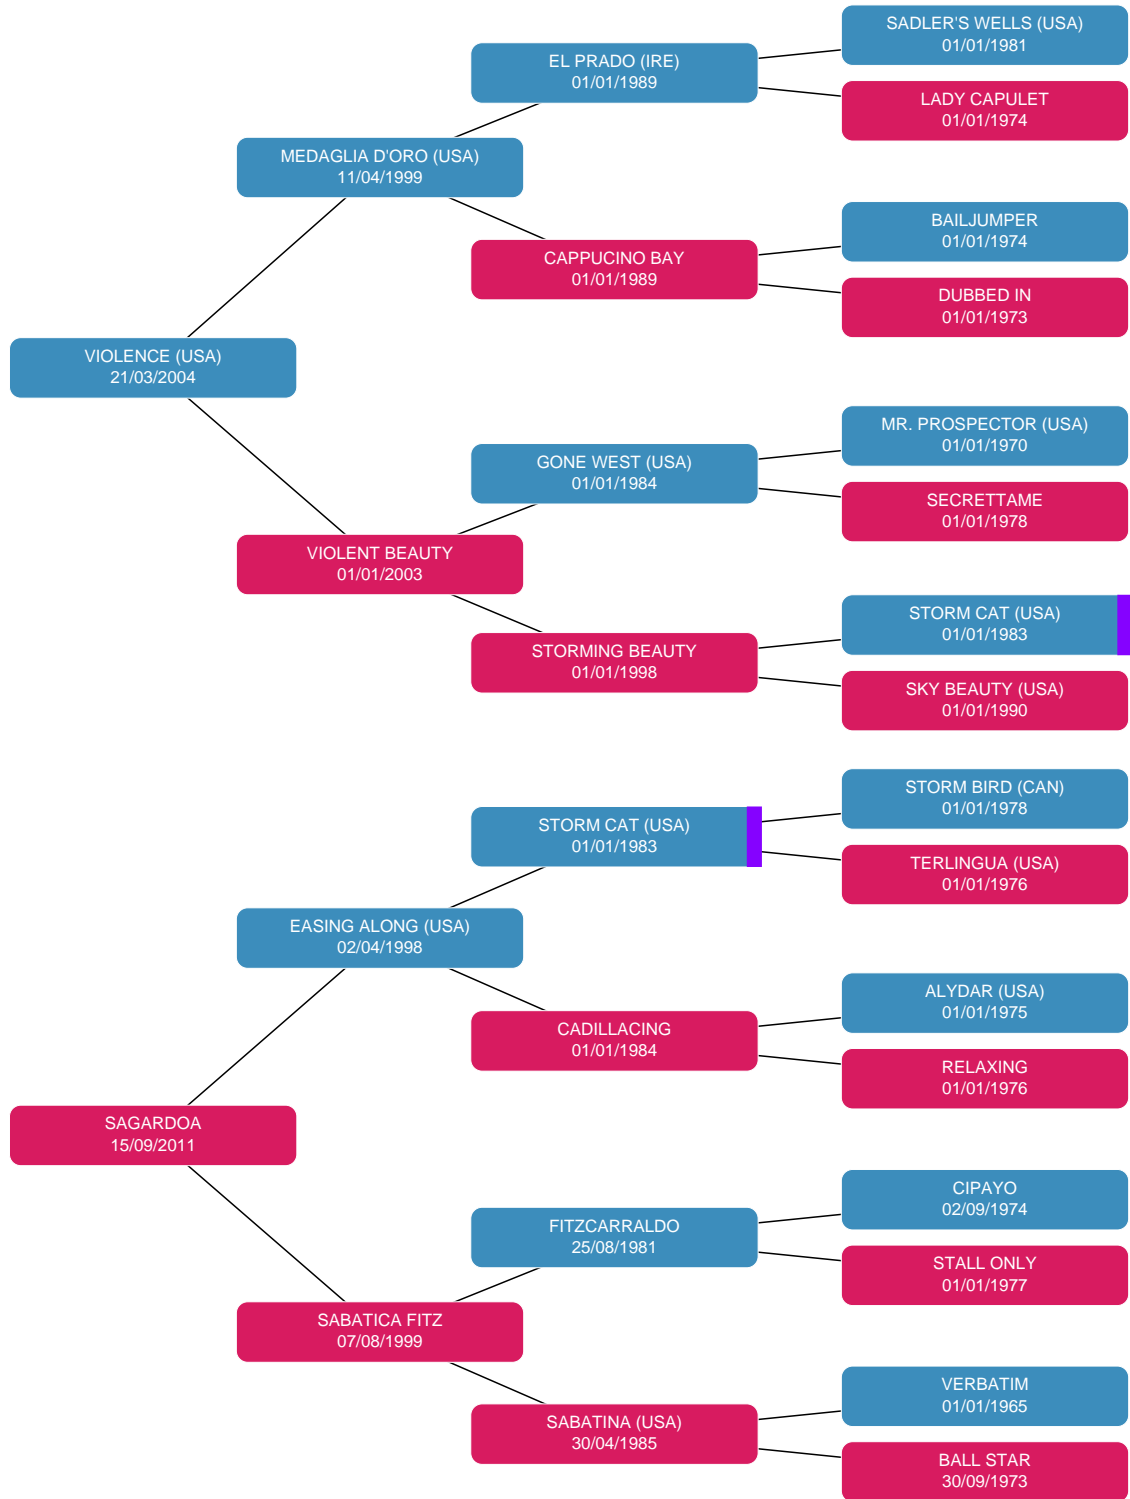 SADLER'S WELLS (USA)
01/01/1981
EL PRADO (IRE)
01/01/1989
LADY CAPULET
01/01/1974
MEDAGLIA D'ORO (USA)
11/04/1999
BAILJUMPER
01/01/1974
CAPPUCINO BAY
01/01/1989
DUBBED IN
01/01/1973
VIOLENCE (USA)
21/03/2004
MR. PROSPECTOR (USA)
01/01/1970
GONE WEST (USA)
01/01/1984
SECRETTAME
01/01/1978
VIOLENT BEAUTY
01/01/2003
STORM CAT (USA)
01/01/1983
STORMING BEAUTY
01/01/1998
SKY BEAUTY (USA)
01/01/1990
STORM BIRD (CAN)
01/01/1978
STORM CAT (USA)
01/01/1983
TERLINGUA (USA)
01/01/1976
EASING ALONG (USA)
02/04/1998
ALYDAR (USA)
01/01/1975
CADILLACING
01/01/1984
RELAXING
01/01/1976
SAGARDOA
15/09/2011
CIPAYO
02/09/1974
FITZCARRALDO
25/08/1981
STALL ONLY
01/01/1977
SABATICA FITZ
07/08/1999
VERBATIM
01/01/1965
SABATINA (USA)
30/04/1985
BALL STAR
30/09/1973